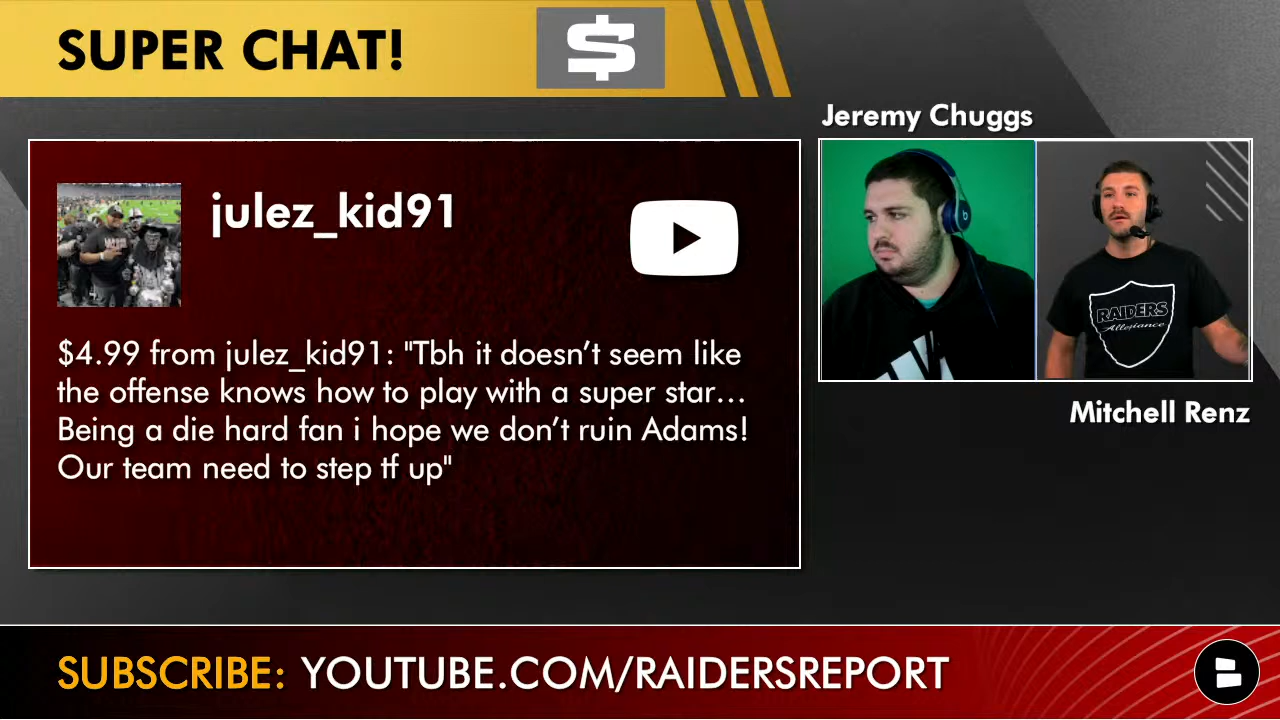 SUPER CHAT!
$
Jeremy Chuggs
julez_kid91
$4.99 from julez_kid91: "Tbh it doesn’t seem like
the offense knows how to play with a super star…
Being a die hard fan i hope we don’t ruin Adams!
Our team need to step tf up"
RAIDERS
Allegiance
Mitchell Renz
SUBSCRIBE: YOUTUBE.COM/RAIDERSREPORT